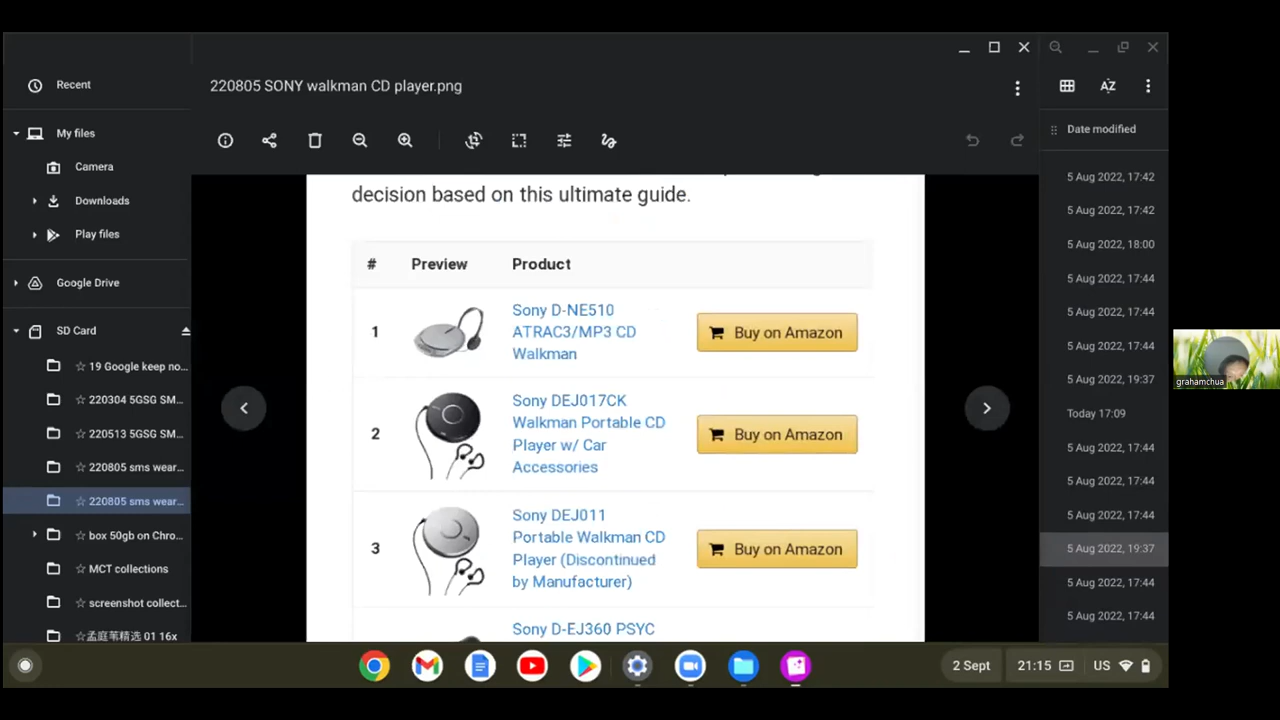 220805 SONY walkman CD player.png
Recent
My files
Camera
Downloads
Play files
Google Drive
SD Card
☆ 19 Google keep no...
☆ 220304 5GSG SM...
☆ 220513 5GSG SM...
☆ 220805 sms wear...
☆ 220805 sms wear...
☆ box 50gb on Chro...
☆ MCT collections
☆ screenshot collect...
☆孟庭苇精选 01 16x
decision based on this ultimate guide.
# Preview Product
1
Sony D-NE510
ATRAC3/MP3 CD
Walkman
Buy on Amazon
2
Sony DEJ017CK
Walkman Portable CD
Player w/ Car
Accessories
Buy on Amazon
3
Sony DEJ011
Portable Walkman CD
Player (Discontinued
by Manufacturer)
Buy on Amazon
Sony D-EJ360 PSYC
AZ
Date modified
5 Aug 2022, 17:42
5 Aug 2022, 17:42
5 Aug 2022, 18:00
5 Aug 2022, 17:44
5 Aug 2022, 17:44
5 Aug 2022, 17:44
5 Aug 2022, 19:37
Today 17:09
5 Aug 2022, 17:44
5 Aug 2022, 17:44
5 Aug 2022, 17:44
5 Aug 2022, 19:37
5 Aug 2022, 17:44
5 Aug 2022, 17:44
grahamchua
2 Sept
21:15
US